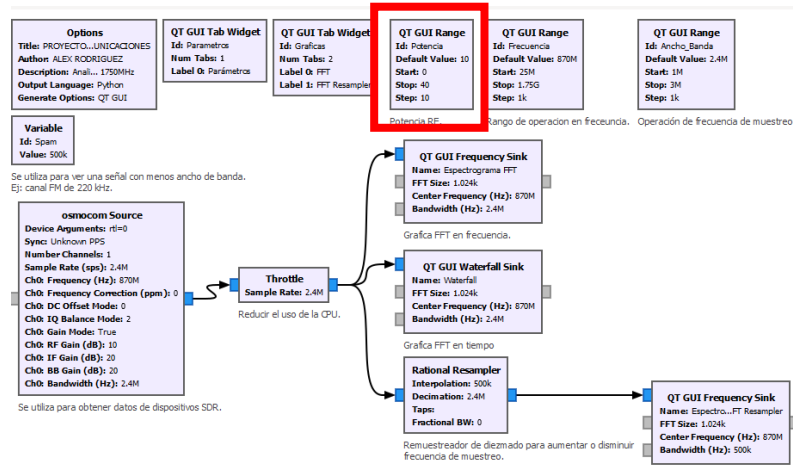 Options
Title: PROYECTO...UNICACIONES
Author: ALEX RODRIGUEZ
Description: Anali... 1750MHz
Output Language: Python
Generate Options: QT GUI
QT GUI Tab Widget
Id: Parametros
Num Tabs: 1
Label 0: Parámetros
QT GUI Tab Widget
Id: Graficas
Num Tabs: 2
Label 0: FFT
Label 1: FFT Resampler
QT GUI Range
Id: Potencia
Default Value: 10
Start: 0
Stop: 40
Step: 10
Potencia RF.
QT GUI Range
Id: Frecuencia
Default Value: 870M
Start: 25M
Stop: 1.75G
Step: 1k
Rango de operacion en freceuncia.
QT GUI Range
Id: Ancho_Banda
Default Value: 2.4M
Start: 1M
Stop: 3M
Step: 1k
Operación de frecuencia de muestreo
Variable
Id: Spam
Value: 500k
Se utiliza para ver una señal con menos ancho de banda.
Ej: canal FM de 220 kHz.
osmocom Source
Device Arguments: rtl=0
Sync: Unknown PPS
Number Channels: 1
Sample Rate (sps): 2.4M
Ch0: Frequency (Hz): 870M
Ch0: Frequency Correction (ppm): 0
Ch0: DC Offset Mode: 0
Ch0: IQ Balance Mode: 2
Ch0: Gain Mode: True
Ch0: RF Gain (dB): 10
Ch0: IF Gain (dB): 20
Ch0: BB Gain (dB): 20
Ch0: Bandwidth (Hz): 2.4M
Se utiliza para obtener datos de dispositivos SDR.
Throttle
Sample Rate: 2.4M
Reducir el uso de la CPU.
QT GUI Frequency Sink
Name: Espectrograma FFT
FFT Size: 1.024k
Center Frequency (Hz): 870M
Bandwidth (Hz): 2.4M
Grafica FFT en frecuencia.
QT GUI Waterfall Sink
Name: Waterfall
FFT Size: 1.024k
Center Frequency (Hz): 870M
Bandwidth (Hz): 2.4M
Grafica FFT en tiempo
Rational Resampler
Interpolation: 500k
Decimation: 2.4M
Taps:
Fractional BW: 0
Remuestreador de diezmado para aumentar o disminuir
frecuencia de muestreo.
QT GUI Frequency Sink
Name: Espectro...FT Resampler
FFT Size: 1.024k
Center Frequency (Hz): 870M
Bandwidth (Hz): 500k